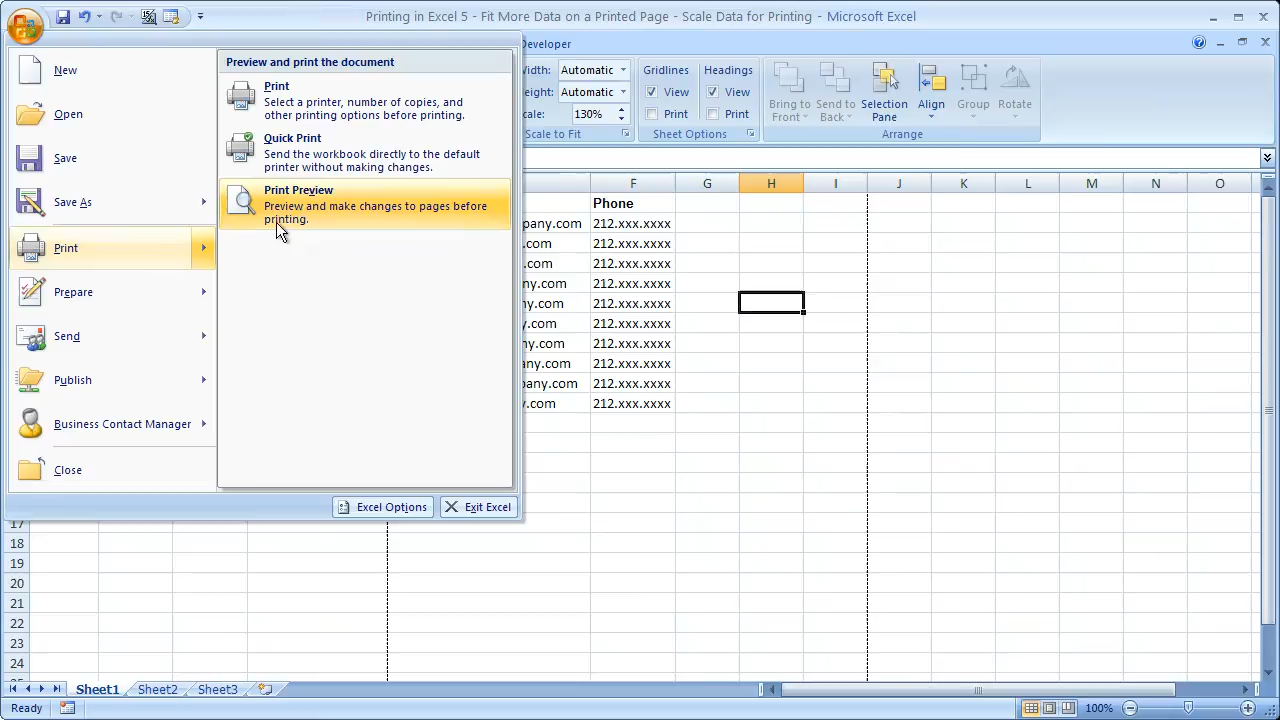 Printing in Excel 5 - Fit More Data on a Printed Page - Scale Data for Printing - Microsoft Excel
Developer
New
Open
Save
Save As
Print
Prepare
Send
Publish
Business Contact Manager
Close
Preview and print the document
Print
Select a printer, number of copies, and
other printing options before printing.
Quick Print
Send the workbook directly to the default
printer without making changes.
Print Preview
Preview and make changes to pages before
printing.
Excel Options
Exit Excel
Width: Automatic
eight: Automatic
cale: 130%
cale to Fit
Gridlines
View
Print
Headings
View
Print
Sheet Options
Bring to
Front
Send to
Back
Selection
Pane
Align
Group
Rotate
Arrange
F G H I J K L M N O
Phone
pany.com 212.xxx.xxxx
.com 212.xxx.xxxx
.com 212.xxx.xxxx
ny.com 212.xxx.xxxx
ny.com 212.xxx.xxxx
y.com 212.xxx.xxxx
ny.com 212.xxx.xxxx
any.com 212.xxx.xxxx
pany.com 212.xxx.xxxx
y.com 212.xxx.xxxx
17
18
19
20
21
22
23
24
Sheet1 Sheet2 Sheet3
Ready
100%